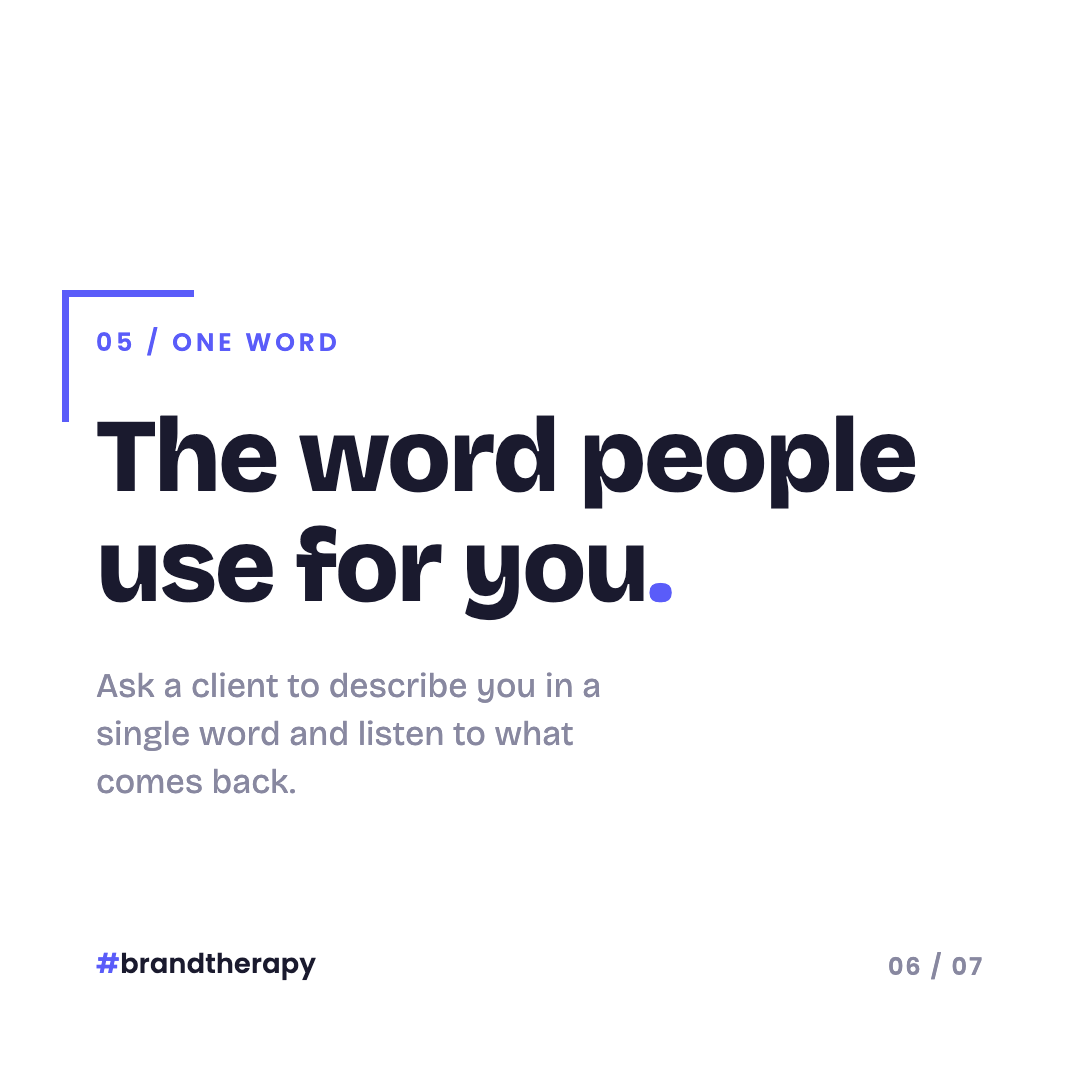 05 / ONE WORD
The word people
use for you.
Ask a client to describe you in a
single word and listen to what
comes back.
#brandtherapy
06 / 07